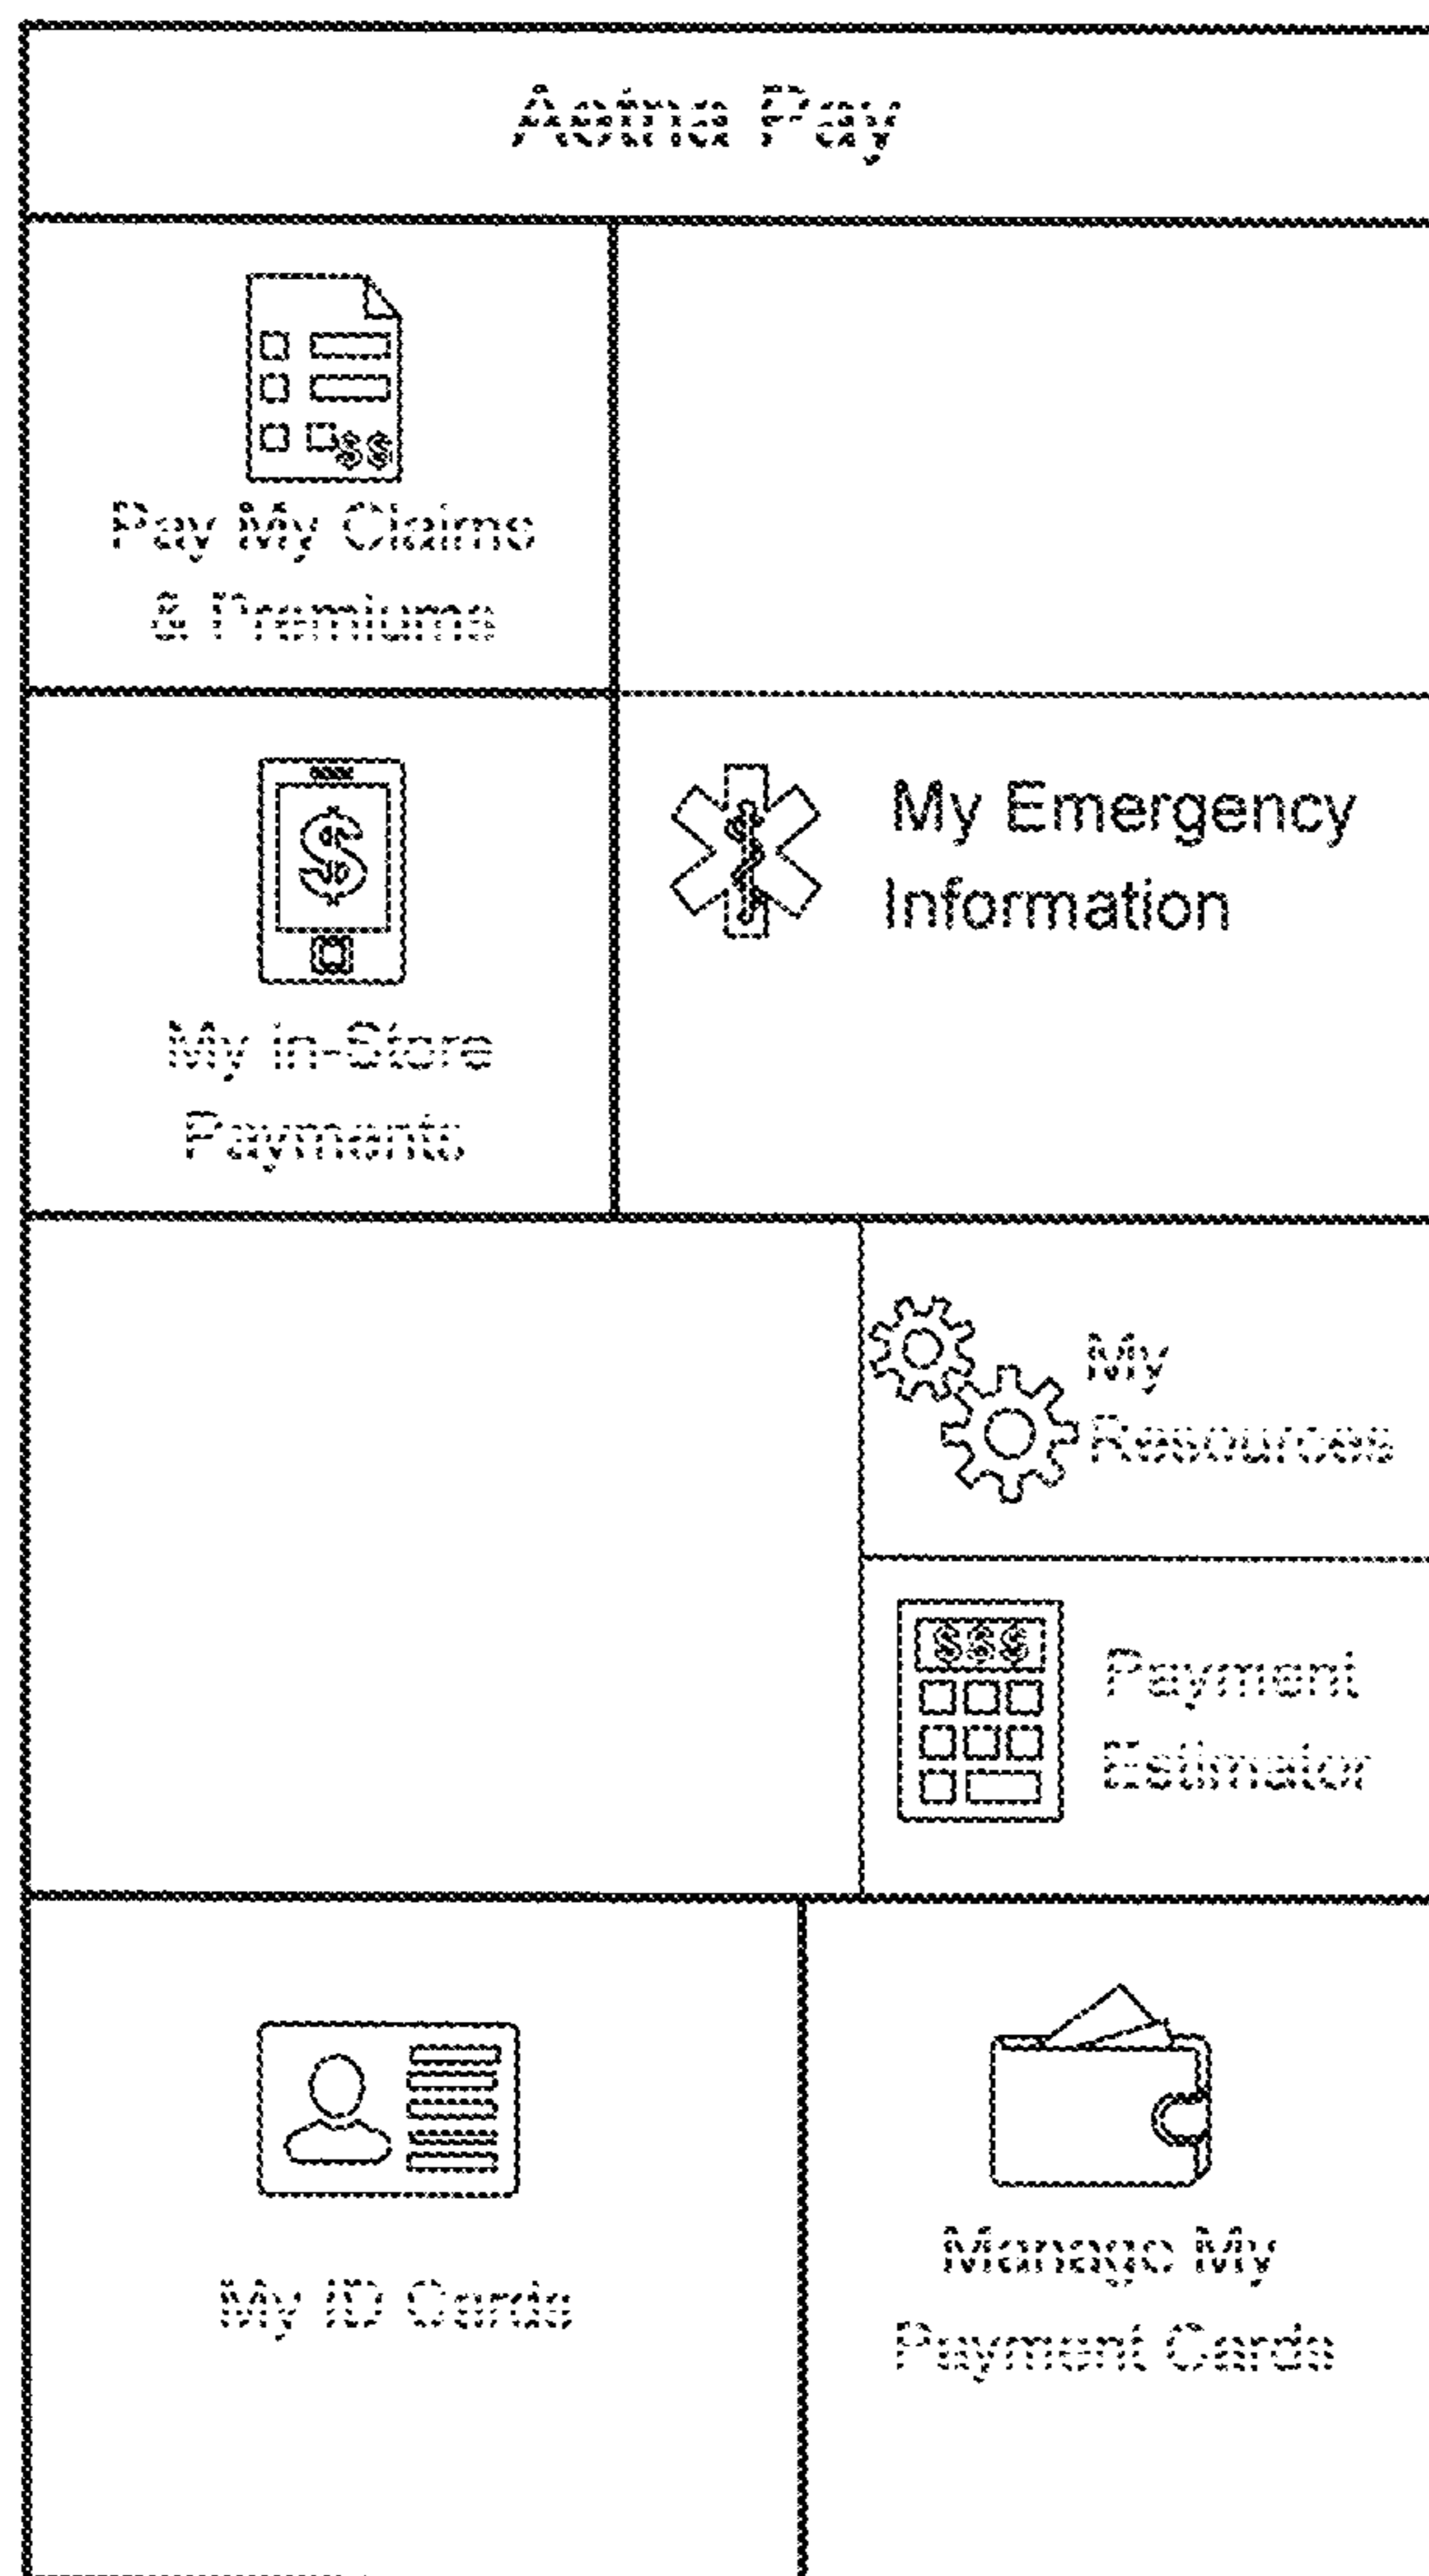 Aetna Pay
$$
Pay My Claims
& Premiums
$
My in-Store
Payments
My Emergency
Information
My
Resources
$$$
Payment
Estimator
My ID Cards
Manage My
Payment Cards